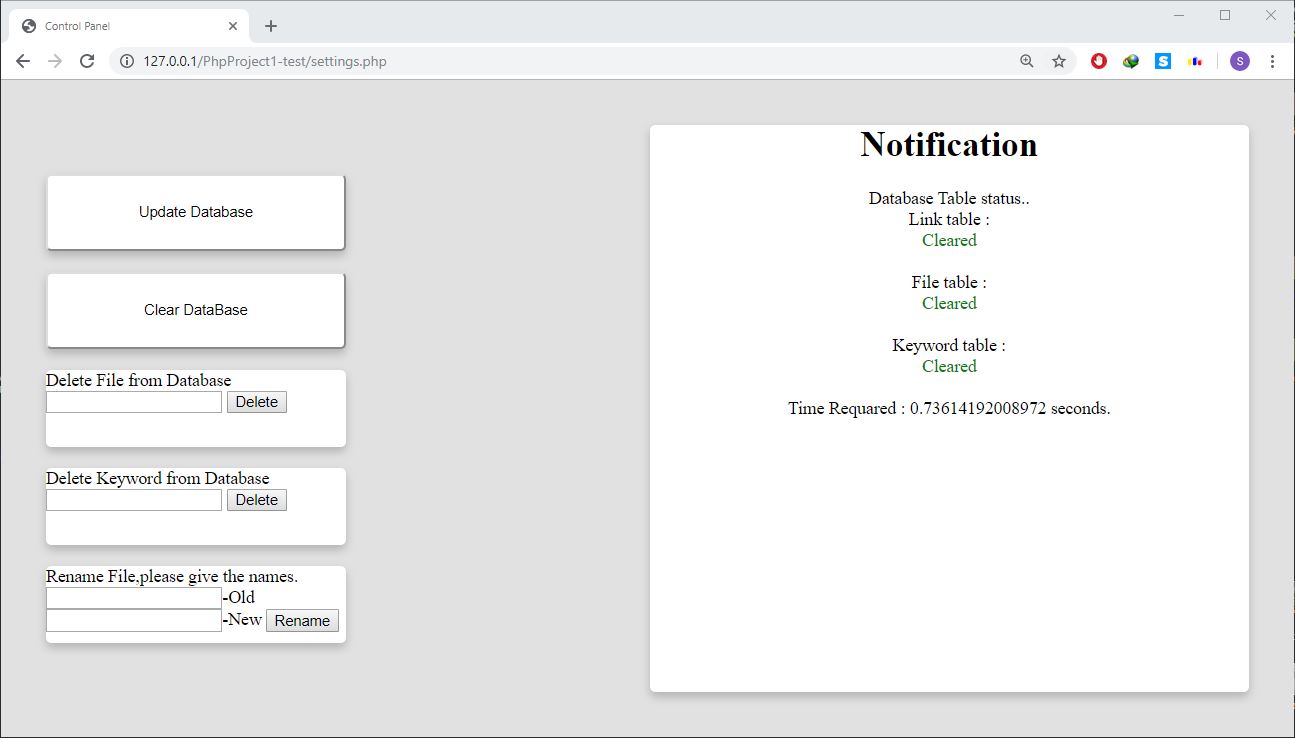 Control Panel
127.0.0.1/PhpProject1-test/settings.php
S
S
Update Database
Clear DataBase
Delete File from Database
Delete
Delete Keyword from Database
Delete
Rename File,please give the names.
-Old
-New Rename
Notification
Database Table status..
Link table :
Cleared
File table :
Cleared
Keyword table :
Cleared
Time Requared : 0.73614192008972 seconds.